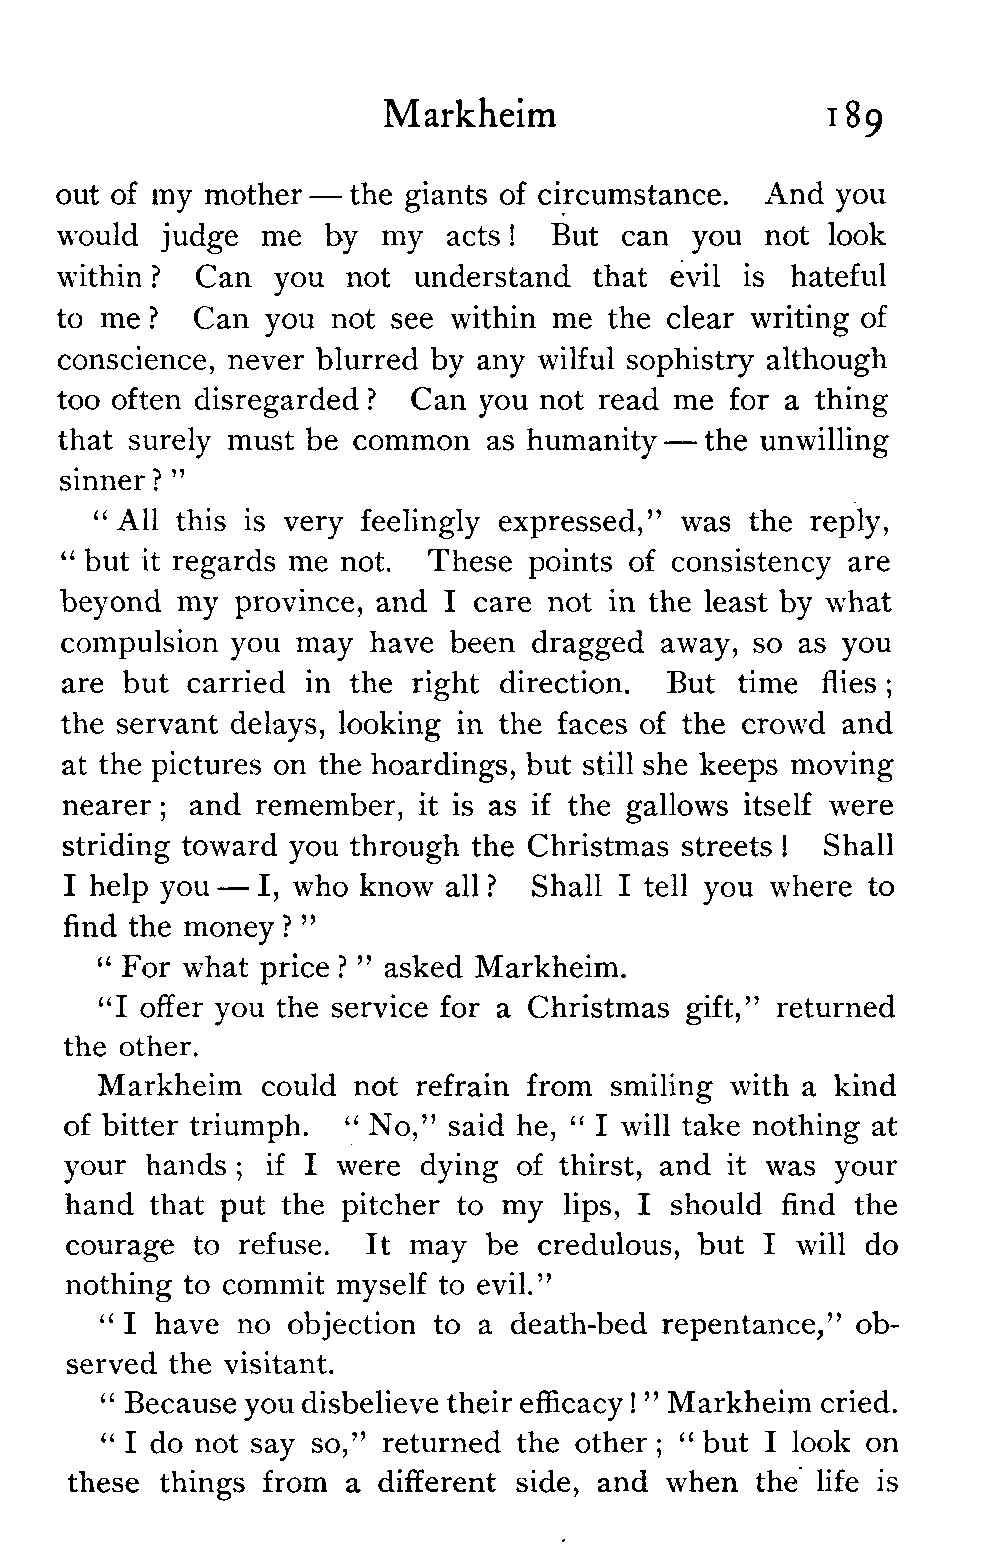 Markheim 189
out of my mother — the giants of circumstance. And you
would judge me by my acts! But can you not look
within? Can you not understand that evil is hateful
to me? Can you not see within me the clear writing of
conscience, never blurred by any wilful sophistry although
too often disregarded? Can you not read me for a thing
that surely must be common as humanity — the unwilling
sinner?"
"All this is very feelingly expressed," was the reply,
"but it regards me not. These points of consistency are
beyond my province, and I care not in the least by what
compulsion you may have been dragged away, so as you
are but carried in the right direction. But time flies;
the servant delays, looking in the faces of the crowd and
at the pictures on the hoardings, but still she keeps moving
nearer; and remember, it is as if the gallows itself were
striding toward you through the Christmas streets! Shall
I help you — I, who know all? Shall I tell you where to
find the money?"
"For what price?" asked Markheim.
"I offer you the service for a Christmas gift," returned
the other.
Markheim could not refrain from smiling with a kind
of bitter triumph. "No," said he, "I will take nothing at
your hands; if I were dying of thirst, and it was your
hand that put the pitcher to my lips, I should find the
courage to refuse. It may be credulous, but I will do
nothing to commit myself to evil."
"I have no objection to a death-bed repentance," ob-
served the visitant.
"Because you disbelieve their efficacy!" Markheim cried.
"I do not say so," returned the other; "but I look on
these things from a different side, and when the life is